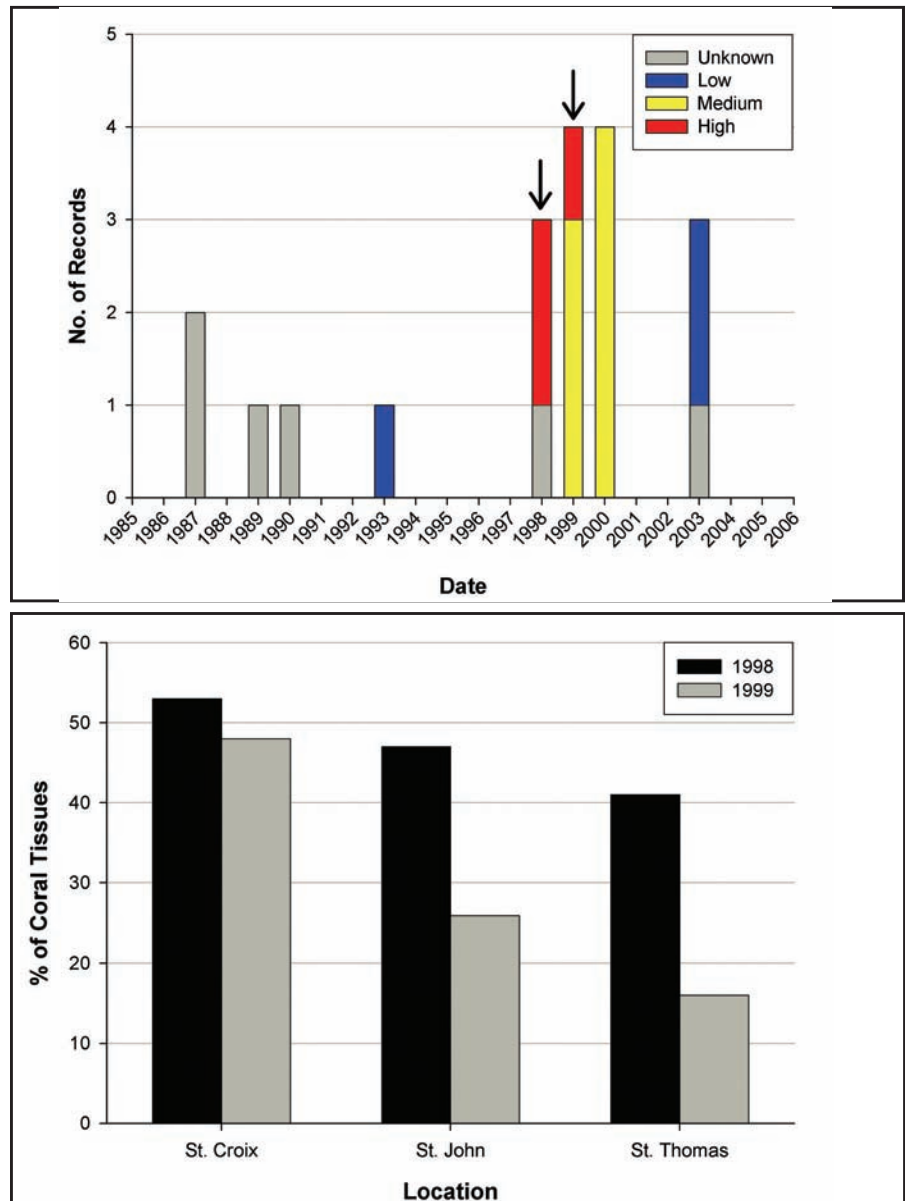 5
4
3
2
1
0
No. of Records
Unknown
Low
Medium
High
1985 1986 1987 1988 1989 1990 1991 1992 1993 1994 1995 1996 1997 1998 1999 2000 2001 2002 2003 2004 2005 2006
Date
60
50
40
30
20
10
0
% of Coral Tissues
1998
1999
St. Croix St. John St. Thomas
Location